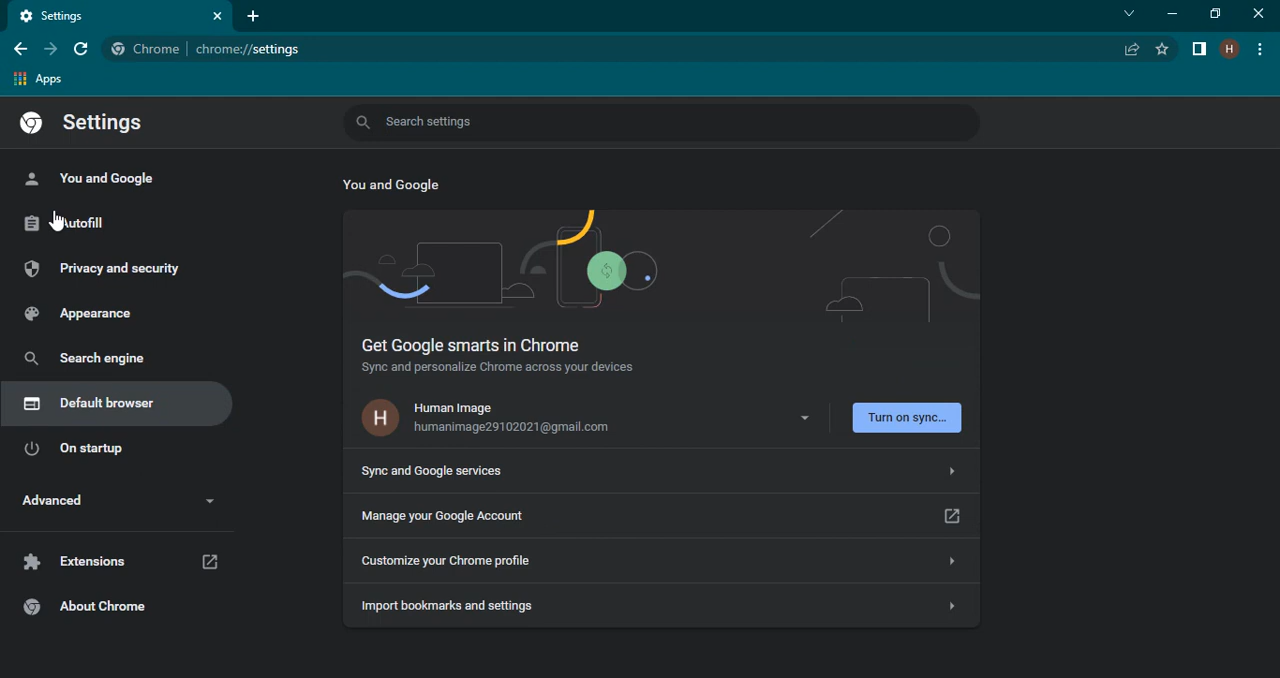 Settings
Chrome
chrome://settings
H
Apps
Settings
Search settings
You and Google
Autofill
Privacy and security
Appearance
Search engine
Default browser
On startup
Advanced
Extensions
About Chrome
You and Google
Get Google smarts in Chrome
Sync and personalize Chrome across your devices
H
Human Image
humanimage29102021@gmail.com
Turn on sync...
Sync and Google services
Manage your Google Account
Customize your Chrome profile
Import bookmarks and settings